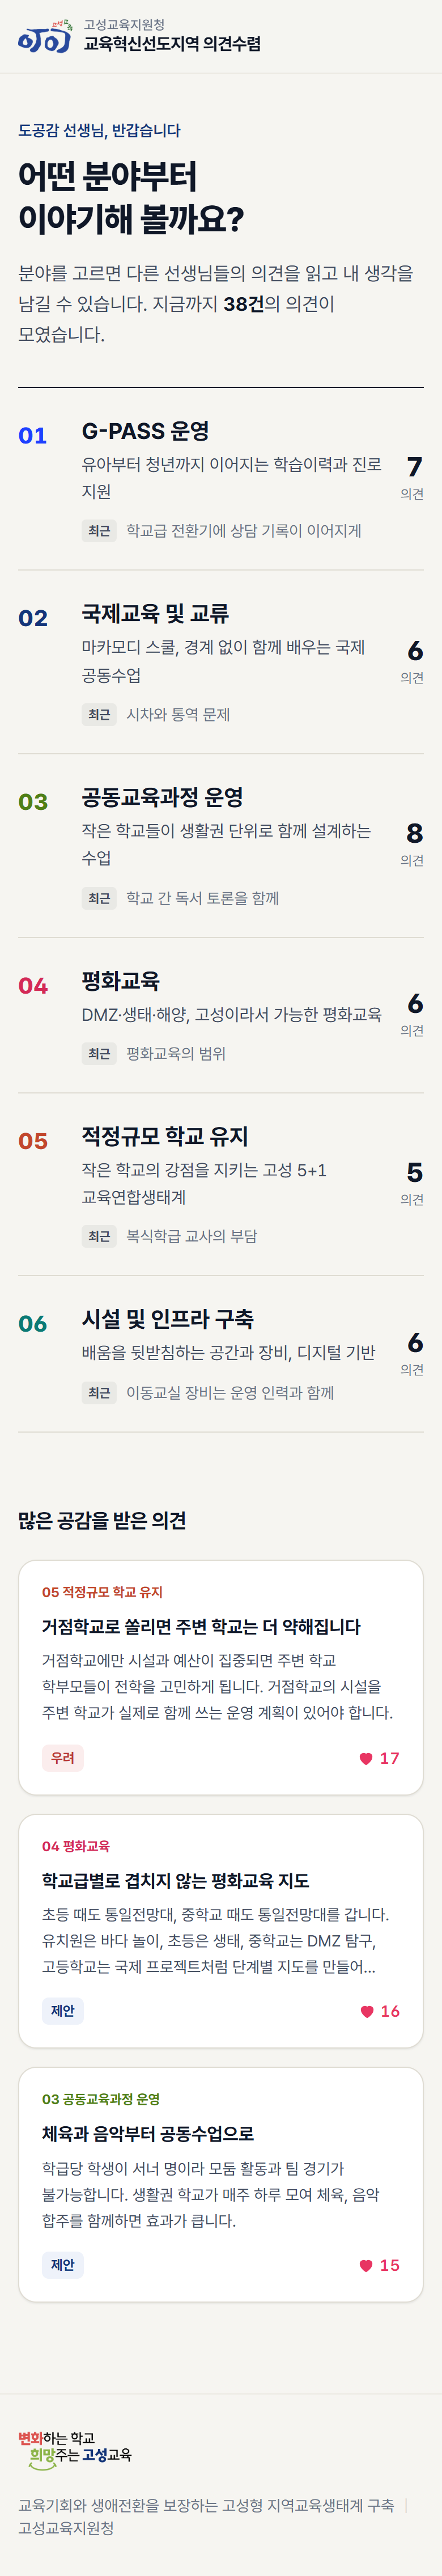 고성교육지원청
교육혁신선도지역 의견수렴
도공감 선생님, 반갑습니다
어떤 분야부터
이야기해 볼까요?
분야를 고르면 다른 선생님들의 의견을 읽고 내 생각을
남길 수 있습니다. 지금까지 38건의 의견이
모였습니다.
01
G-PASS 운영
유아부터 청년까지 이어지는 학습이력과 진로
지원
최근 학교급 전환기에 상담 기록이 이어지게
7
의견
02
국제교육 및 교류
마카모디 스쿨, 경계 없이 함께 배우는 국제
공동수업
최근 시차와 통역 문제
6
의견
03
공동교육과정 운영
작은 학교들이 생활권 단위로 함께 설계하는
수업
최근 학교 간 독서 토론을 함께
8
의견
04
평화교육
DMZ·생태·해양, 고성이라서 가능한 평화교육
최근 평화교육의 범위
6
의견
05
적정규모 학교 유지
작은 학교의 강점을 지키는 고성 5+1
교육연합생태계
최근 복식학급 교사의 부담
5
의견
06
시설 및 인프라 구축
배움을 뒷받침하는 공간과 장비, 디지털 기반
최근 이동교실 장비는 운영 인력과 함께
6
의견
많은 공감을 받은 의견
05 적정규모 학교 유지
거점학교로 쏠리면 주변 학교는 더 약해집니다
거점학교에만 시설과 예산이 집중되면 주변 학교
학부모들이 전학을 고민하게 됩니다. 거점학교의 시설을
주변 학교가 실제로 함께 쓰는 운영 계획이 있어야 합니다.
우려 17
04 평화교육
학교급별로 겹치지 않는 평화교육 지도
초등 때도 통일전망대, 중학교 때도 통일전망대를 갑니다.
유치원은 바다 놀이, 초등은 생태, 중학교는 DMZ 탐구,
고등학교는 국제 프로젝트처럼 단계별 지도를 만들어...
제안 16
03 공동교육과정 운영
체육과 음악부터 공동수업으로
학급당 학생이 서너 명이라 모둠 활동과 팀 경기가
불가능합니다. 생활권 학교가 매주 하루 모여 체육, 음악
합주를 함께하면 효과가 큽니다.
제안 15
변화하는 학교
희망주는 고성교육
교육기회와 생애전환을 보장하는 고성형 지역교육생태계 구축
고성교육지원청